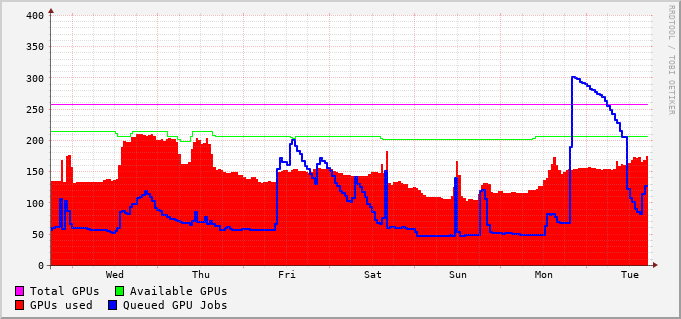 400
350
300
250
200
150
100
50
0
Wed Thu Fri Sat Sun Mon Tue
Total GPUs Available GPUs
GPUs used Queued GPU Jobs
RRDTOOL / TOBI OETIKER